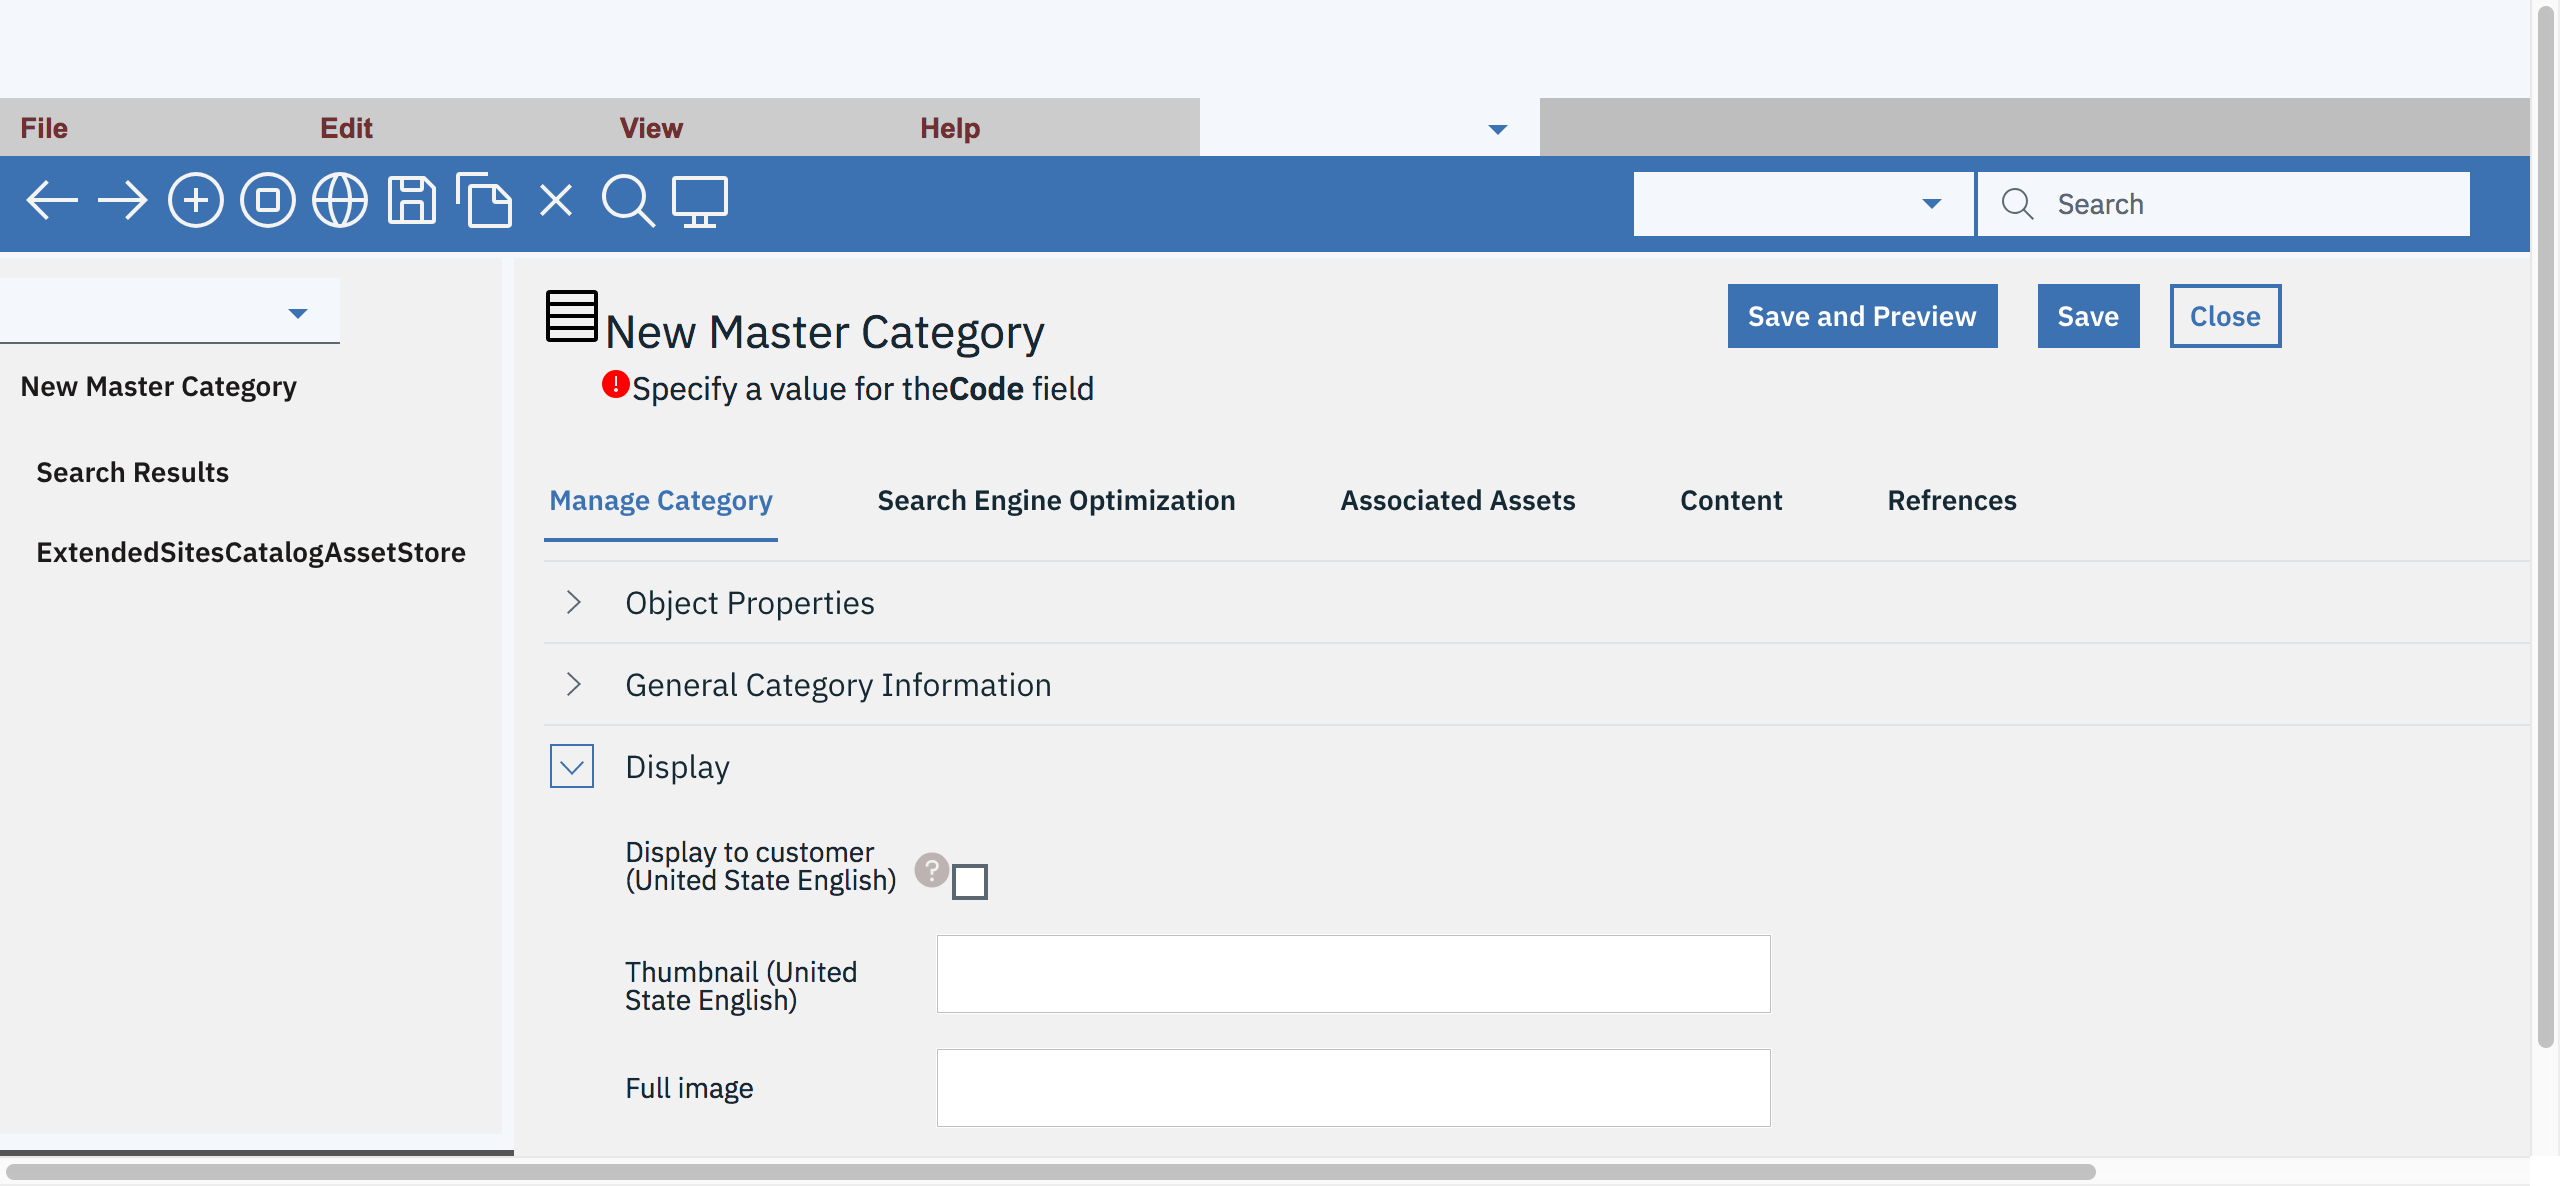 File Edit View Help
Search
New Master Category
Save and Preview Save Close
Specify a value for theCode field
New Master Category
Search Results
ExtendedSitesCatalogAssetStore
Manage Category Search Engine Optimization Associated Assets Content Refrences
Object Properties
General Category Information
Display
Display to customer
(United State English) ?
Thumbnail (United
State English)
Full image